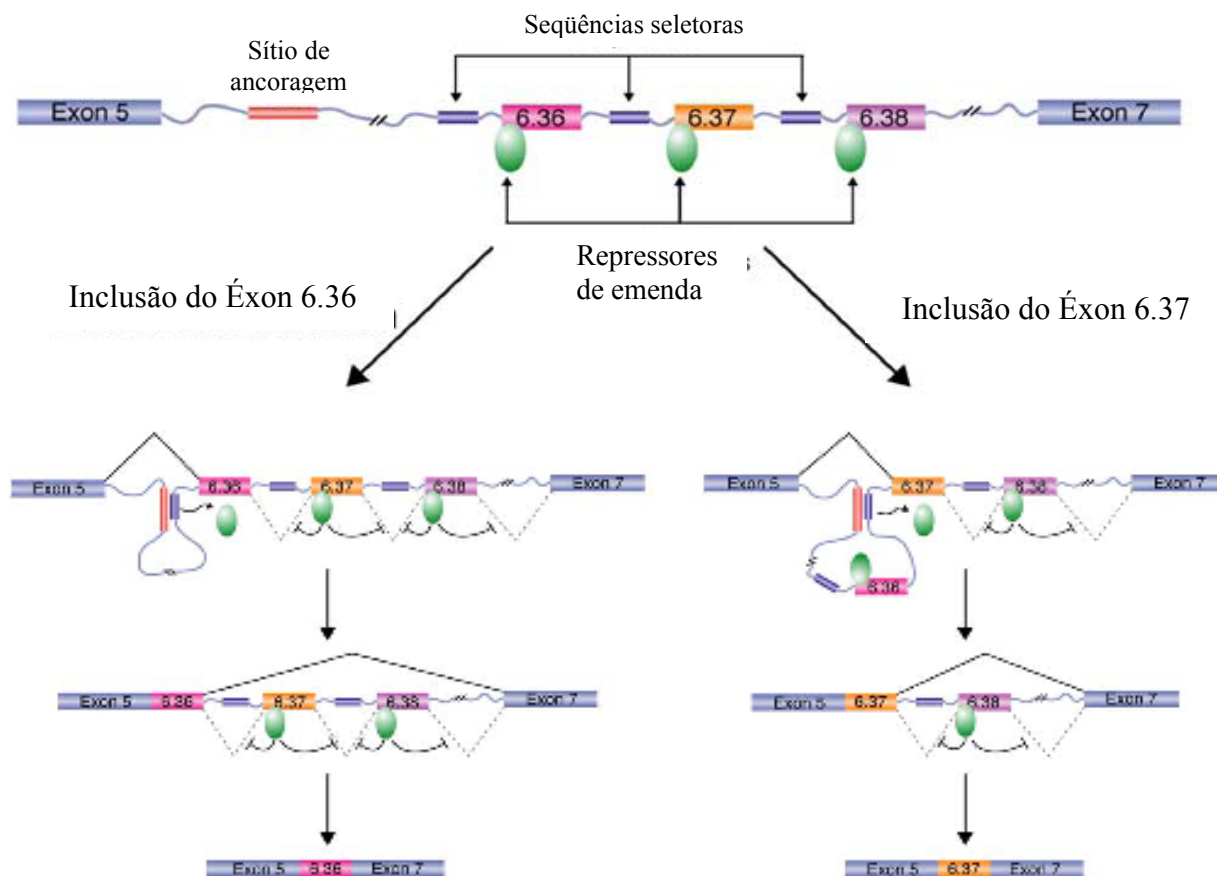 Seqüências seletoras
Sítio de
ancoragem
Exon 5
6.36
6.37
6.38
Exon 7
Repressores
de emenda
Inclusão do Éxon 6.36
Inclusão do Éxon 6.37
Exon 5
6.36
6.37
6.38
Exon 7
Exon 5
6.37
6.38
Exon 7
6.36
Exon 5
6.36
6.37
6.38
Exon 7
Exon 5
6.37
6.38
Exon 7
Exon 5
6.36
Exon 7
Exon 5
6.37
Exon 7